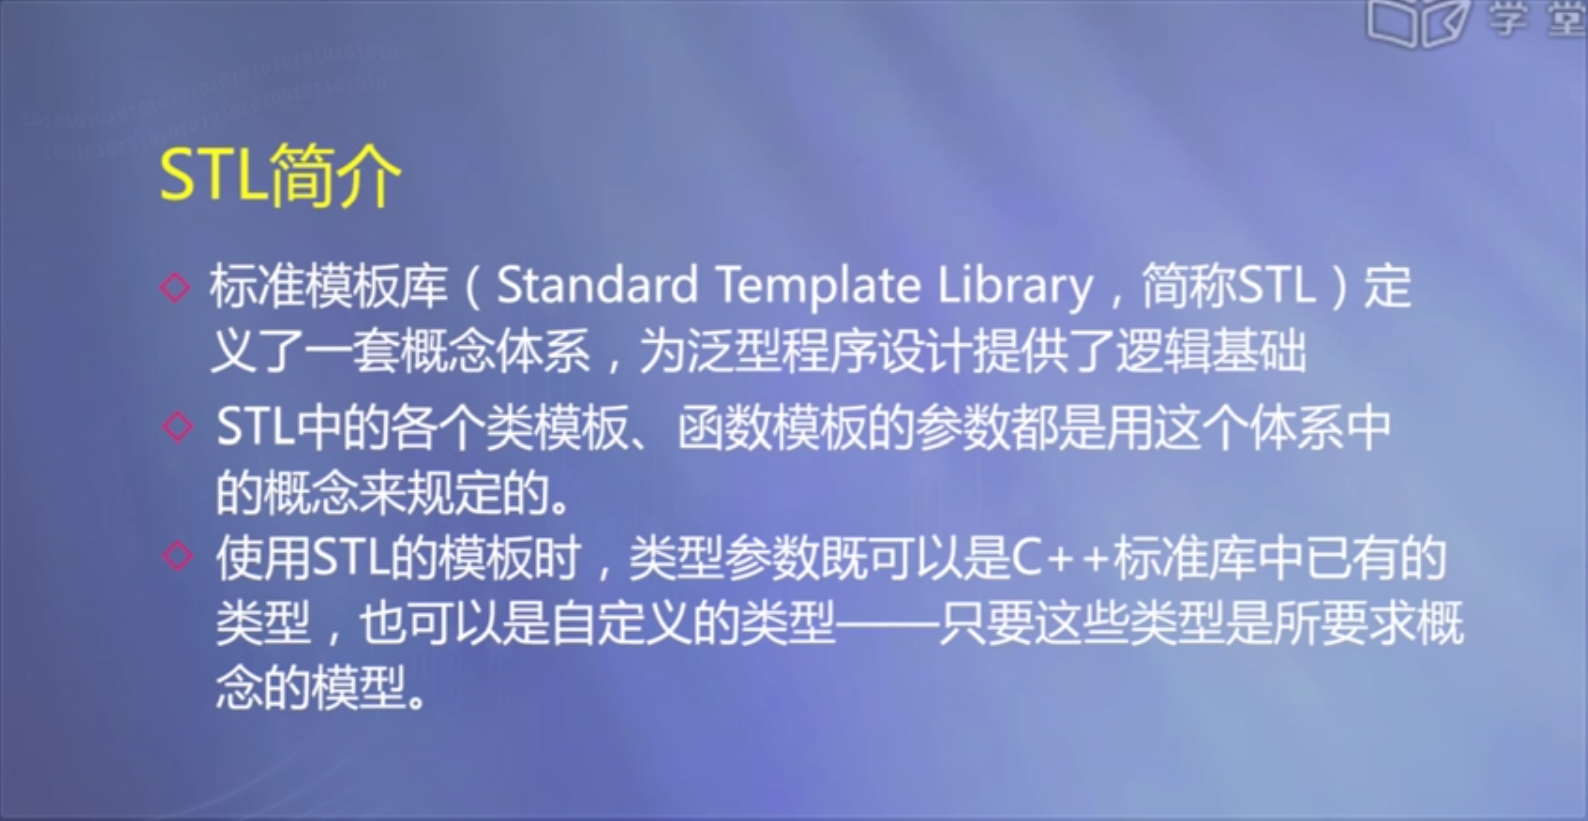 学堂
STL简介
标准模板库（Standard Template Library，简称STL）定
义了一套概念体系，为泛型程序设计提供了逻辑基础
STL中的各个类模板、函数模板的参数都是用这个体系中
的概念来规定的。
使用STL的模板时，类型参数既可以是C++标准库中已有的
类型，也可以是自定义的类型——只要这些类型是所要求概
念的模型。